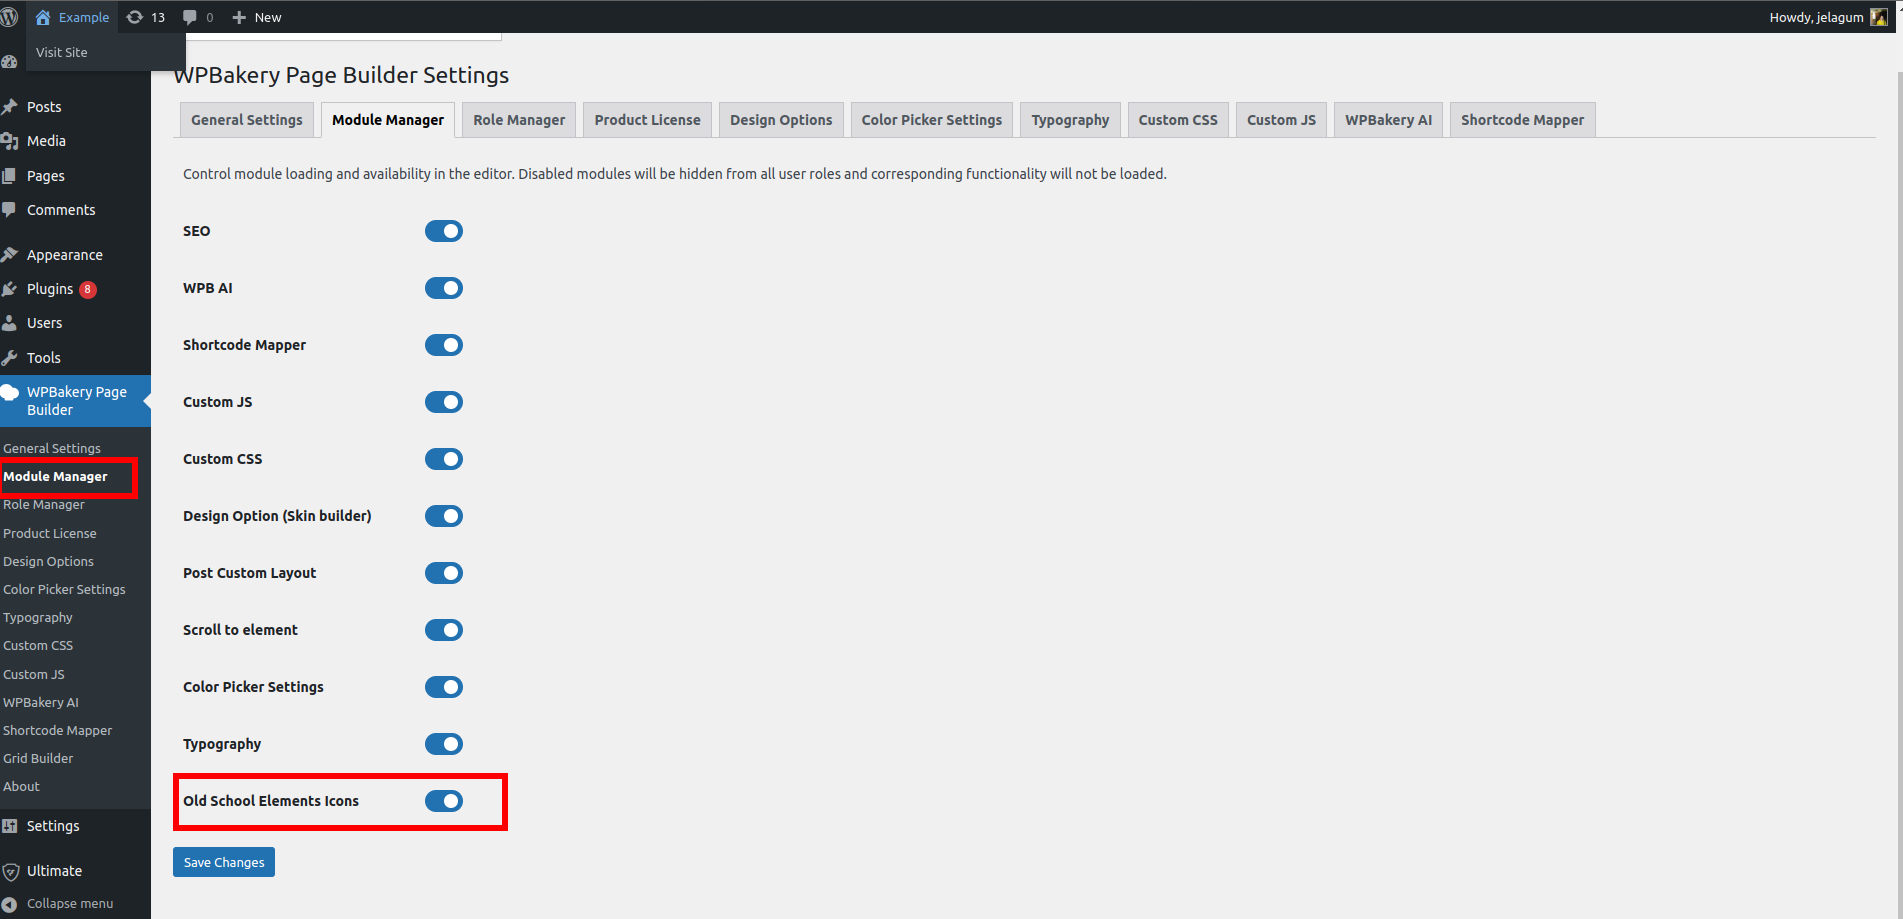 Example 13 0 New Howdy, jelagum
Visit Site
WPBakery Page Builder Settings
General Settings Module Manager Role Manager Product License Design Options Color Picker Settings Typography Custom CSS Custom JS WPBakery AI Shortcode Mapper
Control module loading and availability in the editor. Disabled modules will be hidden from all user roles and corresponding functionality will not be loaded.
Posts
Media
Pages
Comments
Appearance
Plugins 8
Users
Tools
WPBakery Page
Builder
General Settings
Module Manager
Role Manager
Product License
Design Options
Color Picker Settings
Typography
Custom CSS
Custom JS
WPBakery AI
Shortcode Mapper
Grid Builder
About
Settings
Ultimate
Collapse menu
SEO
WPB AI
Shortcode Mapper
Custom JS
Custom CSS
Design Option (Skin builder)
Post Custom Layout
Scroll to element
Color Picker Settings
Typography
Old School Elements Icons
Save Changes